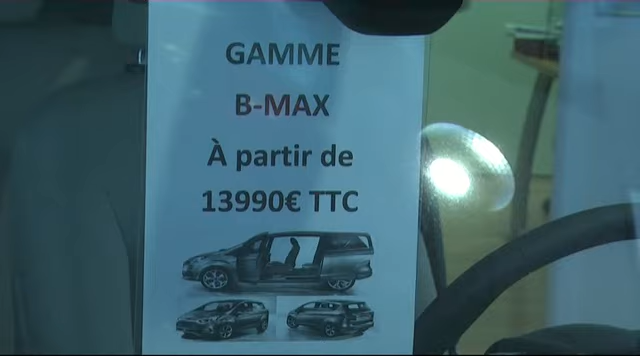 GAMME
B-MAX
À partir de
13990€ TTC